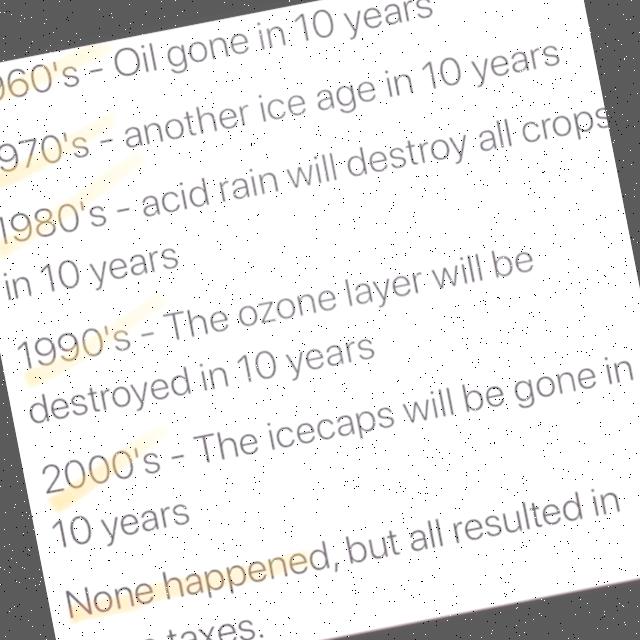 960's - Oil gone in 10 years
970's - another ice age in 10 years
1980's - acid rain will destroy all crops
in 10 years
1990's - The ozone layer will be
destroyed in 10 years
2000's - The icecaps will be gone in
10 years
None happened, but all resulted in
taxes.